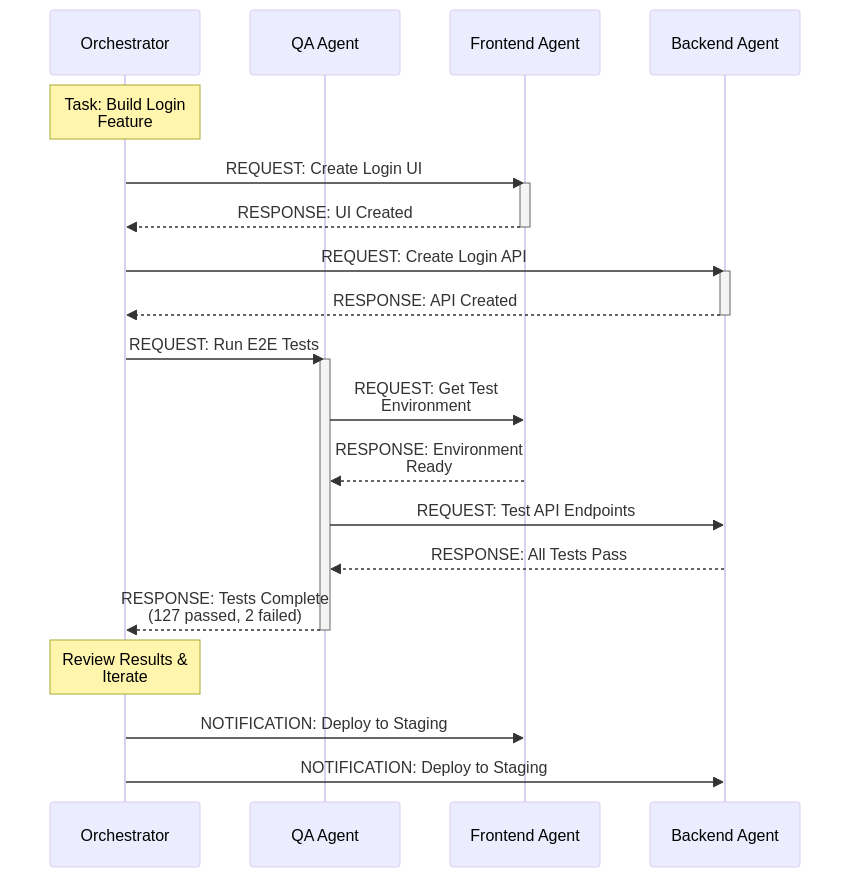 Orchestrator
QA Agent
Frontend Agent
Backend Agent
Task: Build Login
Feature
REQUEST: Create Login UI
RESPONSE: UI Created
REQUEST: Create Login API
RESPONSE: API Created
REQUEST: Run E2E Tests
REQUEST: Get Test
Environment
RESPONSE: Environment
Ready
REQUEST: Test API Endpoints
RESPONSE: All Tests Pass
RESPONSE: Tests Complete
(127 passed, 2 failed)
Review Results &
Iterate
NOTIFICATION: Deploy to Staging
NOTIFICATION: Deploy to Staging
Orchestrator
QA Agent
Frontend Agent
Backend Agent